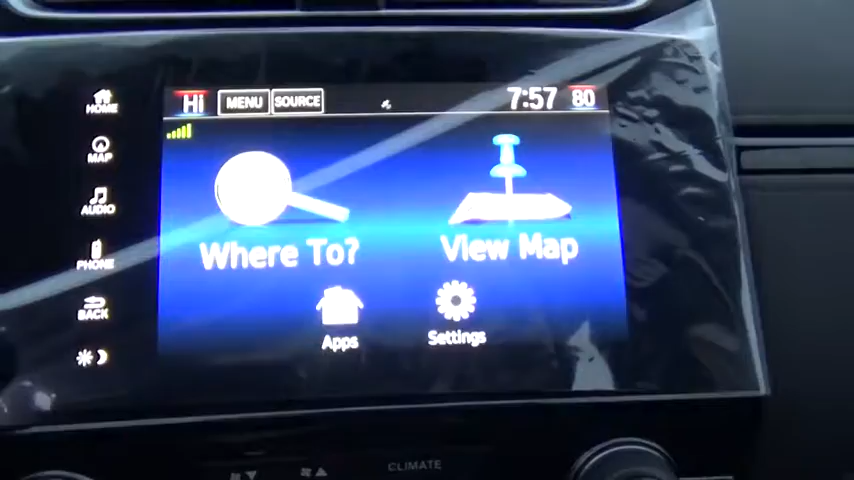 HOME
MAP
AUDIO
PHONE
BACK
Hi MENU SOURCE 7:57 80
Where To?
View Map
Apps
Settings
CLIMATE